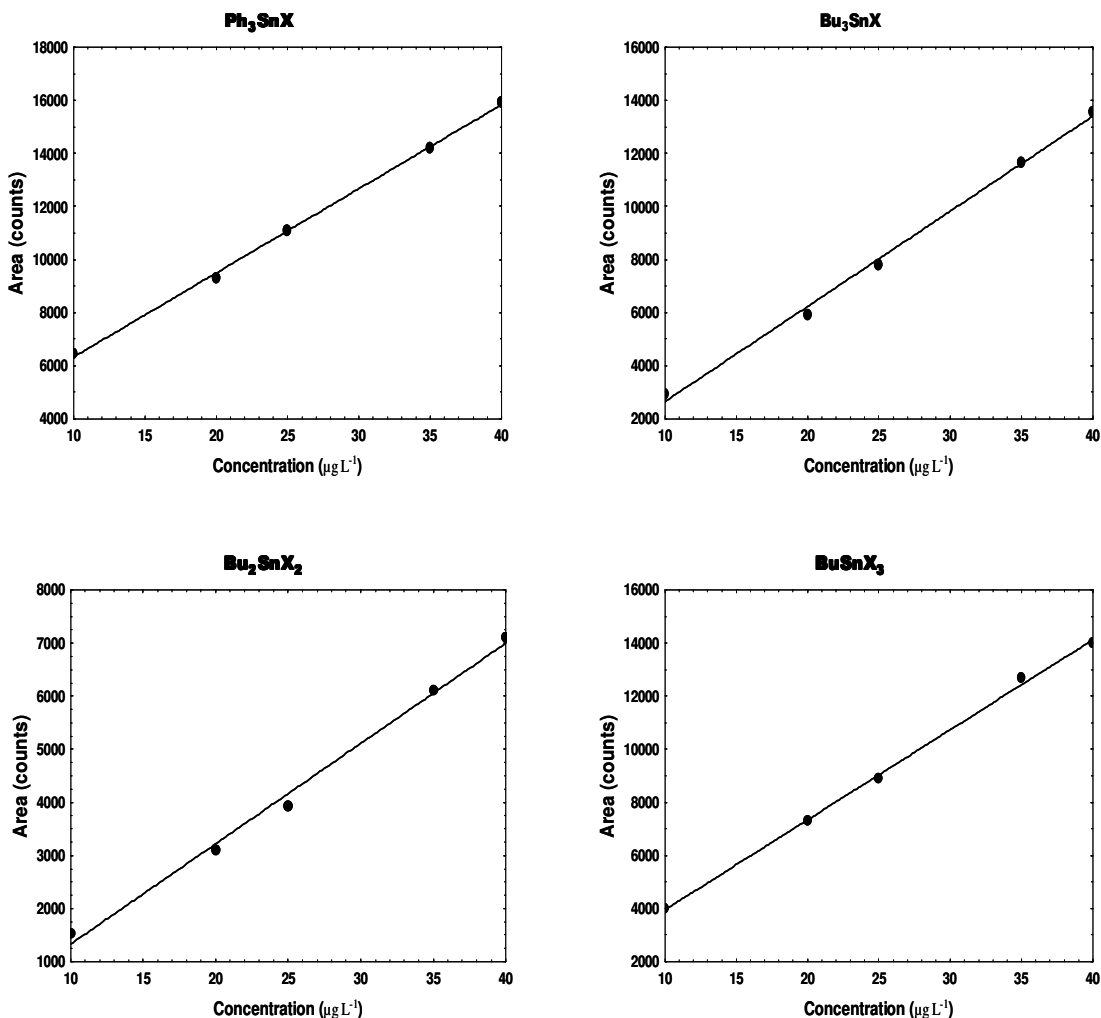 Ph₃SnX
18000
16000
14000
12000
10000
8000
6000
4000
Area (counts)
10 15 20 25 30 35 40
Concentration (µg L⁻¹)
Bu₃SnX
16000
14000
12000
10000
8000
6000
4000
2000
Area (counts)
10 15 20 25 30 35 40
Concentration (µg L⁻¹)
Bu₂SnX₂
8000
7000
6000
5000
4000
3000
2000
1000
Area (counts)
10 15 20 25 30 35 40
Concentration (µg L⁻¹)
BuSnX₃
16000
14000
12000
10000
8000
6000
4000
2000
Area (counts)
10 15 20 25 30 35 40
Concentration (µg L⁻¹)